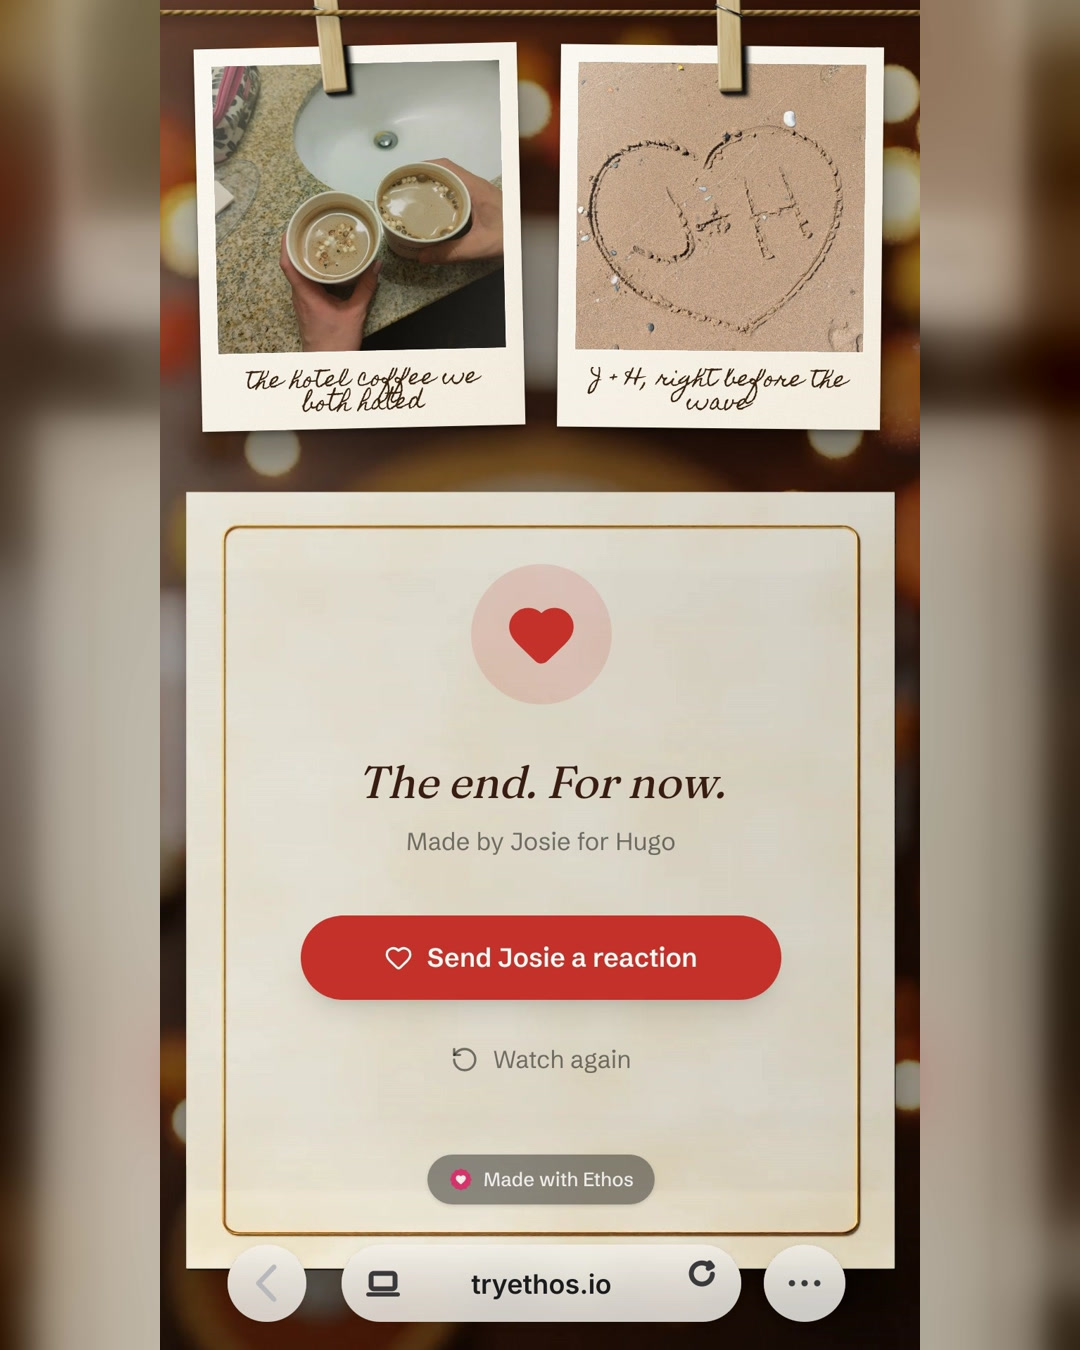 the hotel coffee we
both hated
J + H, right before the
wave
J+H
The end. For now.
Made by Josie for Hugo
Send Josie a reaction
Watch again
Made with Ethos
tryethos.io